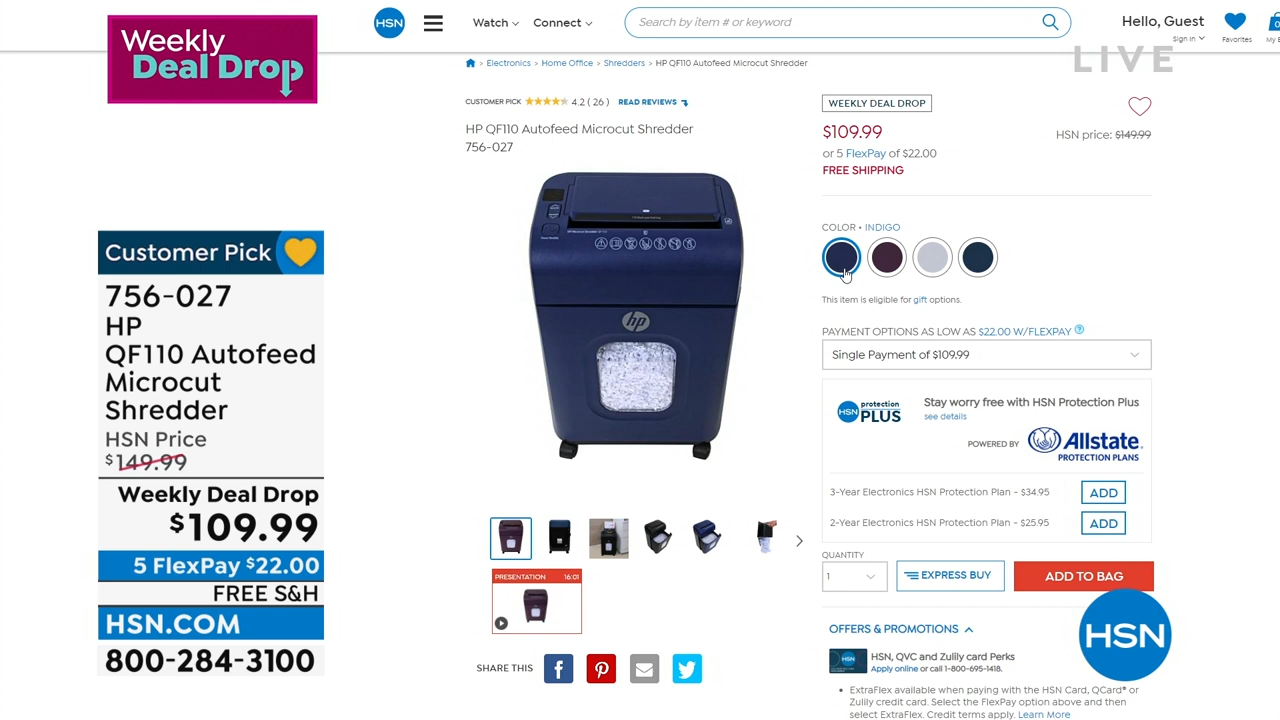 Weekly
Deal Drop
HSN
Watch
Connect
Search by item # or keyword
Hello, Guest
Sign In
Favorites
LIVE
> Electronics > Home Office > Shredders > HP QF110 Autofeed Microcut Shredder
CUSTOMER PICK 4.2 ( 26 ) READ REVIEWS
HP QF110 Autofeed Microcut Shredder
756-027
WEEKLY DEAL DROP
$109.99
HSN price: $149.99
or 5 FlexPay of $22.00
FREE SHIPPING
COLOR • INDIGO
This item is eligible for gift options.
PAYMENT OPTIONS AS LOW AS $22.00 W/FLEXPAY ?
Single Payment of $109.99
HSN protection PLUS
Stay worry free with HSN Protection Plus
see details
POWERED BY Allstate.
PROTECTION PLANS
3-Year Electronics HSN Protection Plan - $34.95 ADD
2-Year Electronics HSN Protection Plan - $25.95 ADD
QUANTITY
1
EXPRESS BUY
ADD TO BAG
OFFERS & PROMOTIONS
HSN
HSN, QVC and Zulily card Perks
Apply online or call 1-800-695-1418.
• ExtraFlex available when paying with the HSN Card, QCard® or
Zulily credit card. Select the FlexPay option above and then
select ExtraFlex. Credit terms apply. Learn More
hp
PRESENTATION 16:01
SHARE THIS
Customer Pick
756-027
HP
QF110 Autofeed
Microcut
Shredder
HSN Price
$149.99
Weekly Deal Drop
$109.99
5 FlexPay $22.00
FREE S&H
HSN.COM
800-284-3100